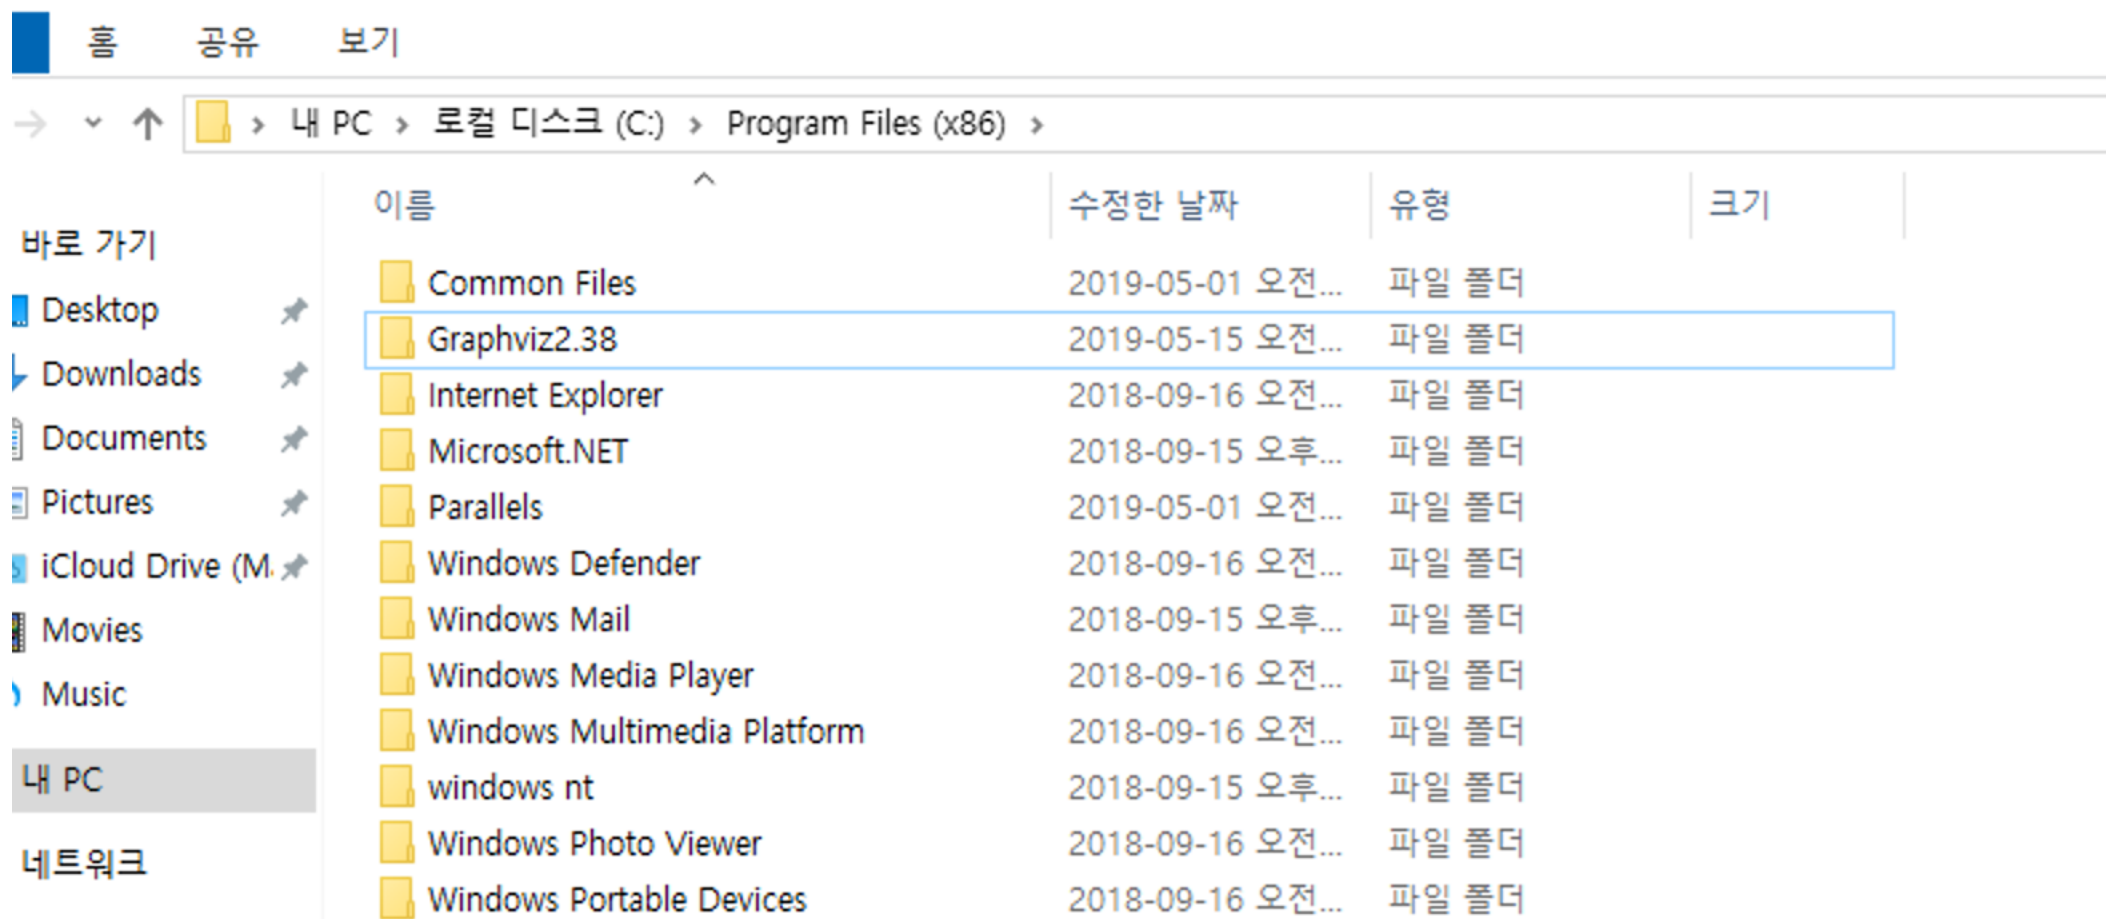 홈 공유 보기
내 PC > 로컬 디스크 (C:) > Program Files (x86) >
이름 수정한 날짜 유형 크기
바로 가기
Desktop
Downloads
Documents
Pictures
iCloud Drive (M
Movies
Music
내 PC
네트워크
Common Files 2019-05-01 오전... 파일 폴더
Graphviz2.38 2019-05-15 오전... 파일 폴더
Internet Explorer 2018-09-16 오전... 파일 폴더
Microsoft.NET 2018-09-15 오후... 파일 폴더
Parallels 2019-05-01 오전... 파일 폴더
Windows Defender 2018-09-16 오전... 파일 폴더
Windows Mail 2018-09-15 오후... 파일 폴더
Windows Media Player 2018-09-16 오전... 파일 폴더
Windows Multimedia Platform 2018-09-16 오전... 파일 폴더
windows nt 2018-09-15 오후... 파일 폴더
Windows Photo Viewer 2018-09-16 오전... 파일 폴더
Windows Portable Devices 2018-09-16 오전... 파일 폴더